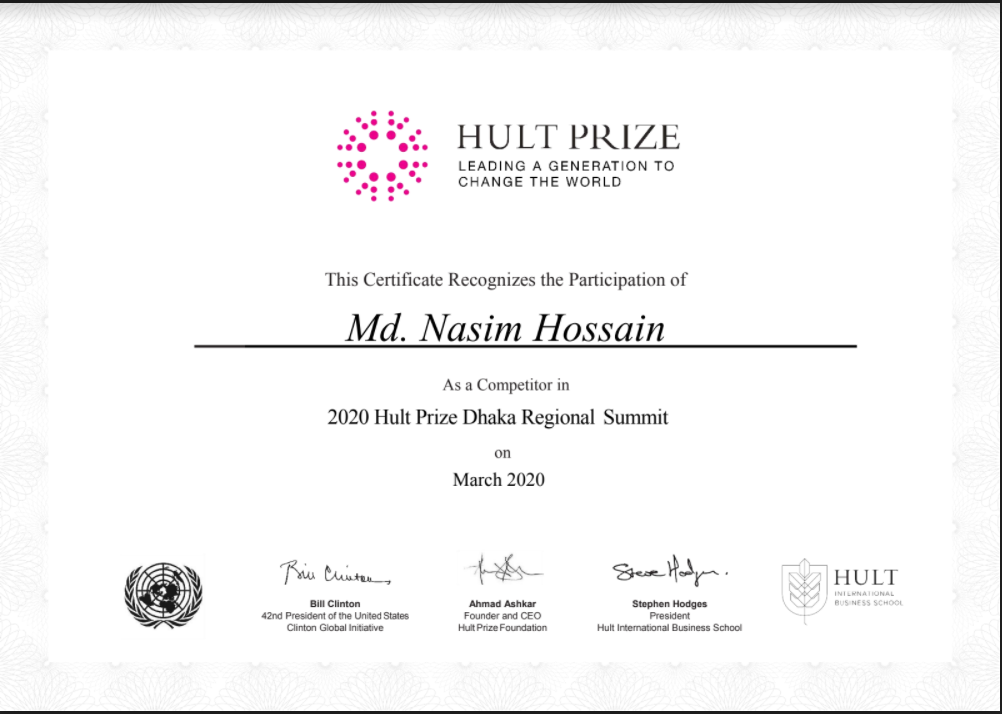 HULT PRIZE
LEADING A GENERATION TO
CHANGE THE WORLD
This Certificate Recognizes the Participation of
Md. Nasim Hossain
As a Competitor in
2020 Hult Prize Dhaka Regional Summit
on
March 2020
Bill Clinton
Bill Clinton
42nd President of the United States
Clinton Global Initiative
Ahmad Ashkar
Founder and CEO
Hult Prize Foundation
Steve Hodges
Stephen Hodges
President
Hult International Business School
HULT
INTERNATIONAL
BUSINESS SCHOOL